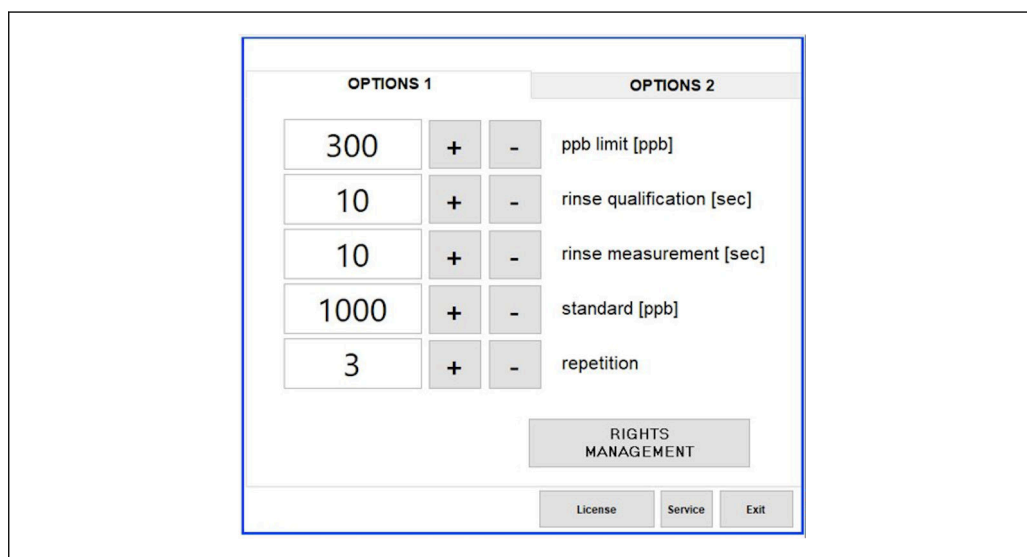 OPTIONS 1 OPTIONS 2
300 + - ppb limit [ppb]
10 + - rinse qualification [sec]
10 + - rinse measurement [sec]
1000 + - standard [ppb]
3 + - repetition
RIGHTS
MANAGEMENT
License Service Exit